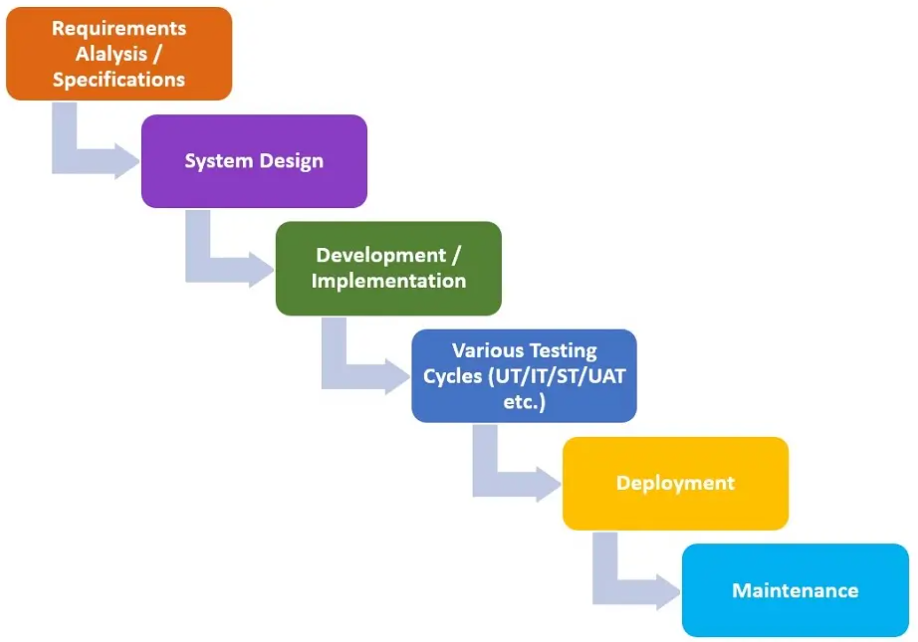 Requirements
Alalysis /
Specifications
System Design
Development /
Implementation
Various Testing
Cycles (UT/IT/ST/UAT
etc.)
Deployment
Maintenance